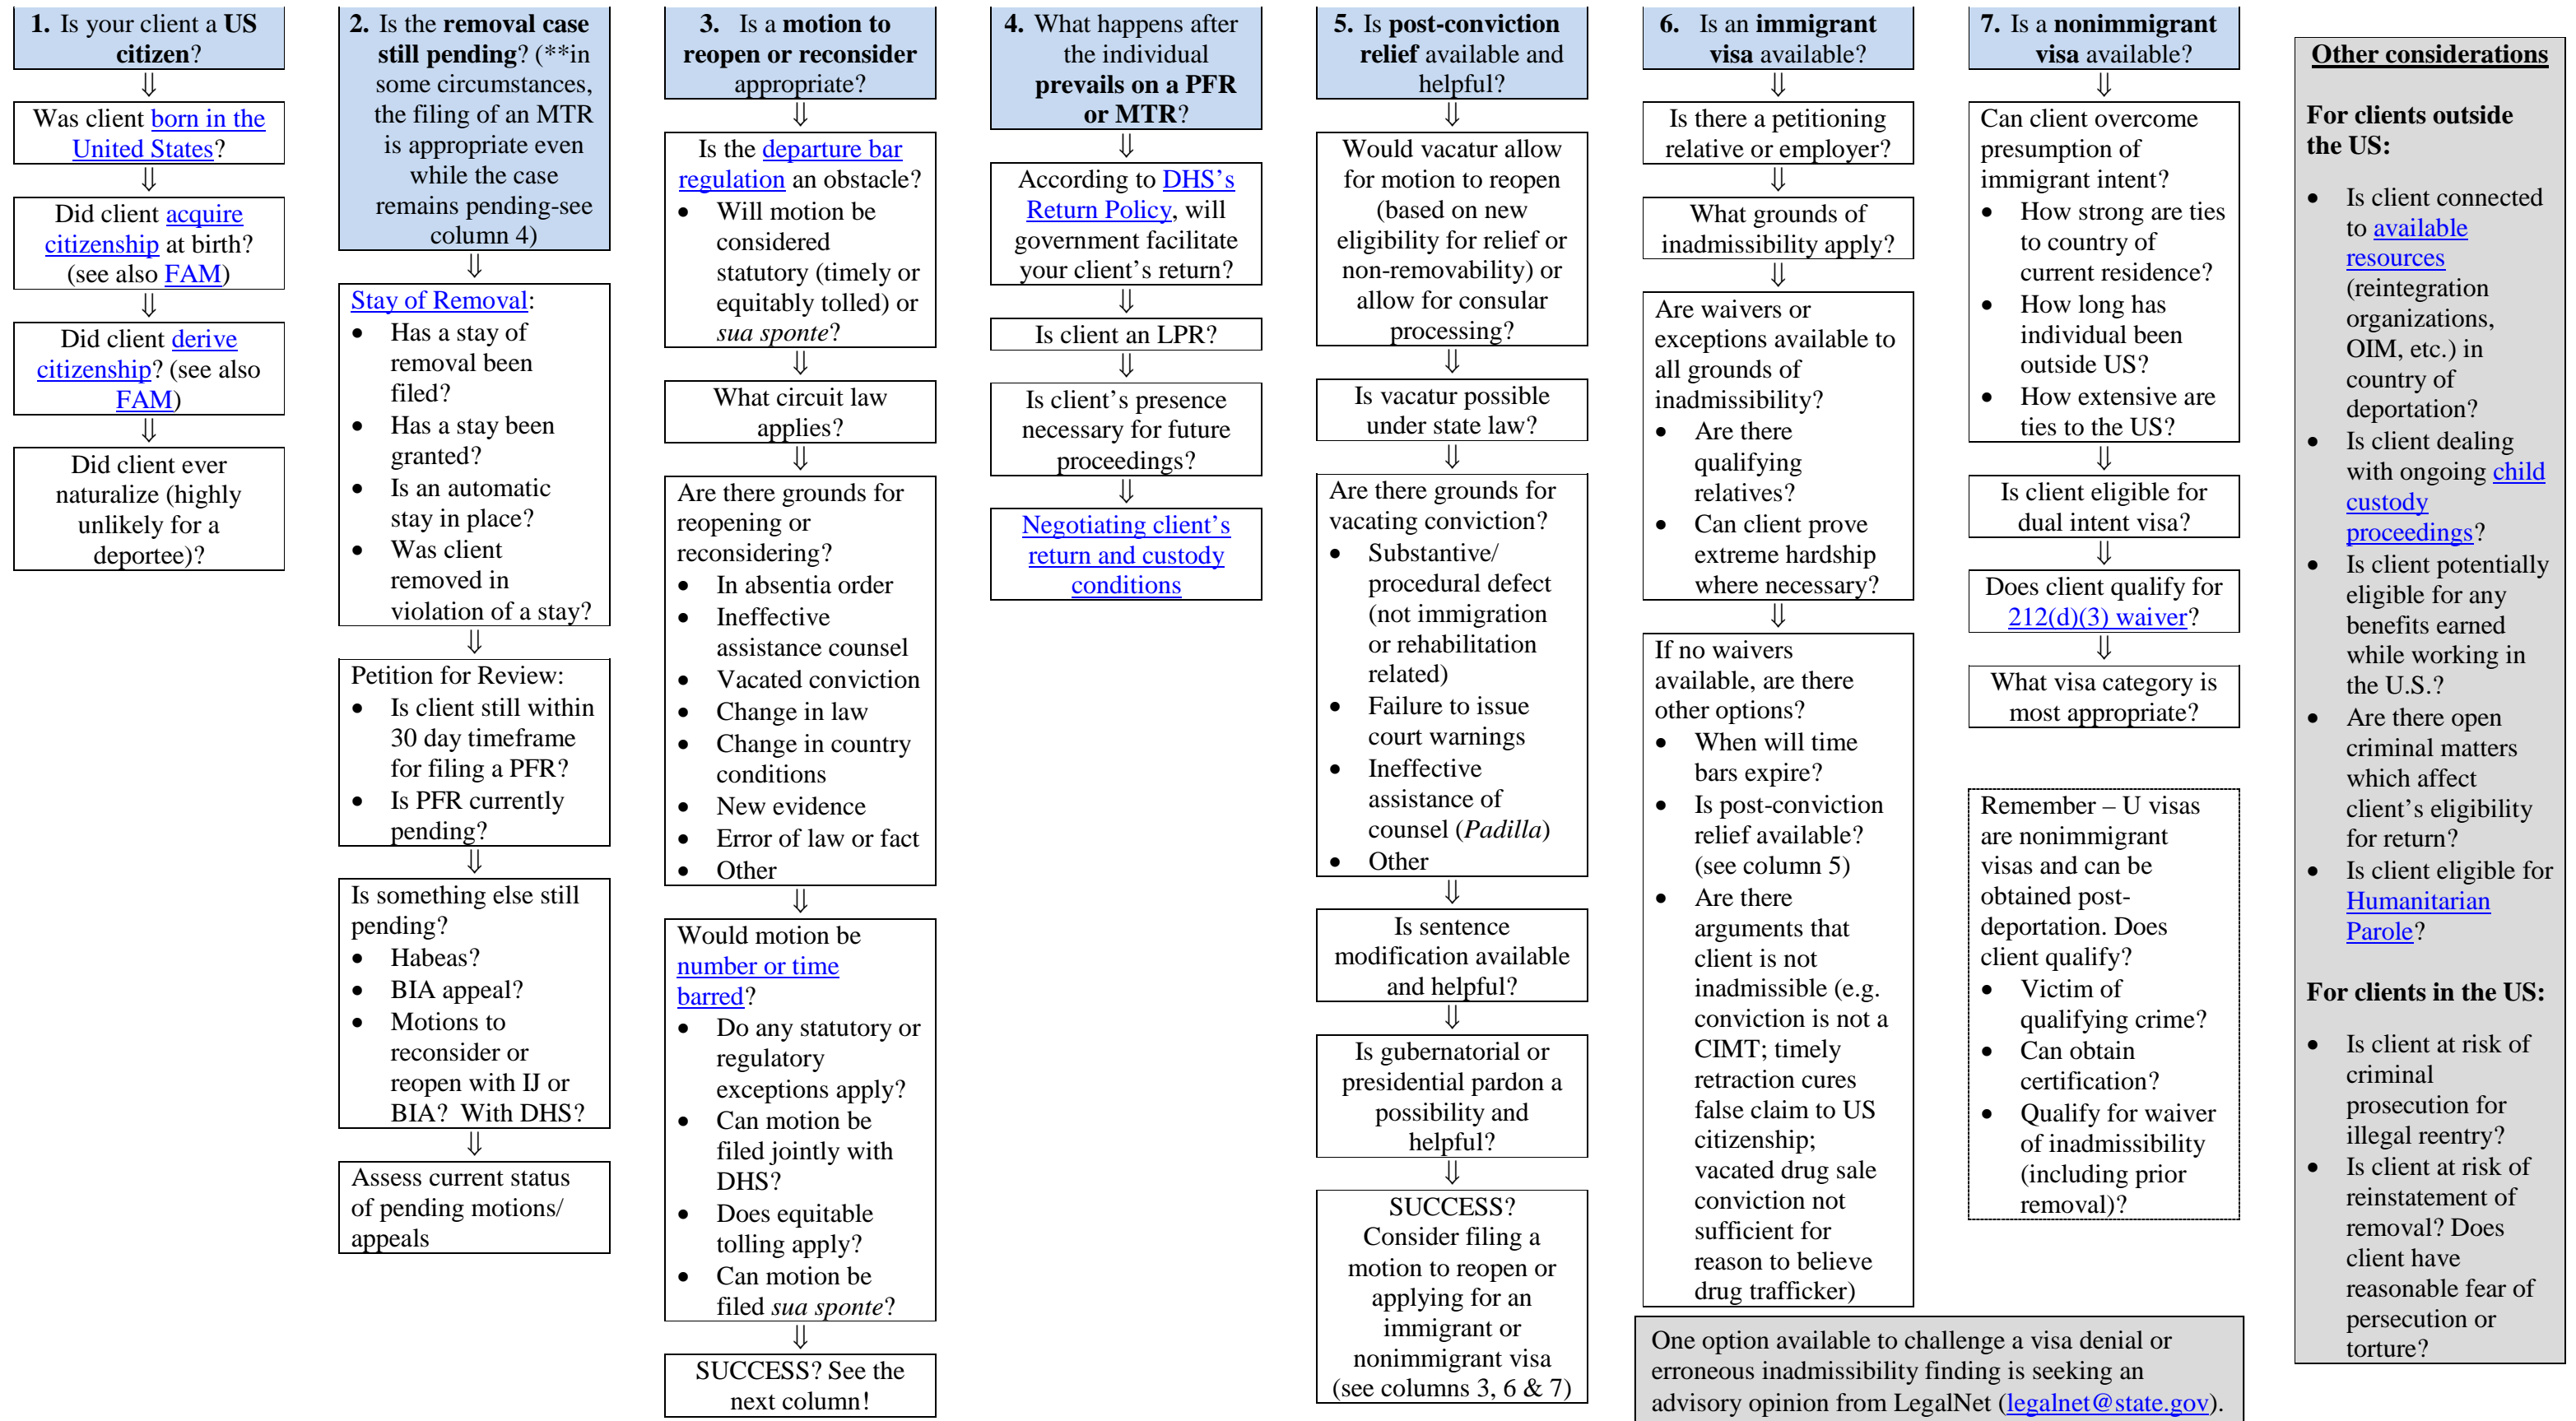 1. Is your client a US
citizen?
⇓
Was client born in the
United States?
⇓
Did client acquire
citizenship at birth?
(see also FAM)
⇓
Did client derive
citizenship? (see also
FAM)
⇓
Did client ever
naturalize (highly
unlikely for a
deportee)?
2. Is the removal case
still pending? (**in
some circumstances,
the filing of an MTR
is appropriate even
while the case
remains pending-see
column 4)
⇓
Stay of Removal:
• Has a stay of
removal been
filed?
• Has a stay been
granted?
• Is an automatic
stay in place?
• Was client
removed in
violation of a stay?
⇓
Petition for Review:
• Is client still within
30 day timeframe
for filing a PFR?
• Is PFR currently
pending?
⇓
Is something else still
pending?
• Habeas?
• BIA appeal?
• Motions to
reconsider or
reopen with IJ or
BIA? With DHS?
⇓
Assess current status
of pending motions/
appeals
3. Is a motion to
reopen or reconsider
appropriate?
⇓
Is the departure bar
regulation an obstacle?
• Will motion be
considered
statutory (timely or
equitably tolled) or
sua sponte?
⇓
What circuit law
applies?
⇓
Are there grounds for
reopening or
reconsidering?
• In absentia order
• Ineffective
assistance counsel
• Vacated conviction
• Change in law
• Change in country
conditions
• New evidence
• Error of law or fact
• Other
⇓
Would motion be
number or time
barred?
• Do any statutory or
regulatory
exceptions apply?
• Can motion be
filed jointly with
DHS?
• Does equitable
tolling apply?
• Can motion be
filed sua sponte?
⇓
SUCCESS? See the
next column!
4. What happens after
the individual
prevails on a PFR
or MTR?
⇓
According to DHS's
Return Policy, will
government facilitate
your client's return?
⇓
Is client an LPR?
⇓
Is client's presence
necessary for future
proceedings?
⇓
Negotiating client's
return and custody
conditions
5. Is post-conviction
relief available and
helpful?
⇓
Would vacatur allow
for motion to reopen
(based on new
eligibility for relief or
non-removability) or
allow for consular
processing?
⇓
Is vacatur possible
under state law?
⇓
Are there grounds for
vacating conviction?
• Substantive/
procedural defect
(not immigration
or rehabilitation
related)
• Failure to issue
court warnings
• Ineffective
assistance of
counsel (Padilla)
• Other
⇓
Is sentence
modification available
and helpful?
⇓
Is gubernatorial or
presidential pardon a
possibility and
helpful?
⇓
SUCCESS?
Consider filing a
motion to reopen or
applying for an
immigrant or
nonimmigrant visa
(see columns 3, 6 & 7)
6. Is an immigrant
visa available?
⇓
Is there a petitioning
relative or employer?
⇓
What grounds of
inadmissibility apply?
⇓
Are waivers or
exceptions available to
all grounds of
inadmissibility?
• Are there
qualifying
relatives?
• Can client prove
extreme hardship
where necessary?
⇓
If no waivers
available, are there
other options?
• When will time
bars expire?
• Is post-conviction
relief available?
(see column 5)
• Are there
arguments that
client is not
inadmissible (e.g.
conviction is not a
CIMT; timely
retraction cures
false claim to US
citizenship;
vacated drug sale
conviction not
sufficient for
reason to believe
drug trafficker)
7. Is a nonimmigrant
visa available?
⇓
Can client overcome
presumption of
immigrant intent?
• How strong are ties
to country of
current residence?
• How long has
individual been
outside US?
• How extensive are
ties to the US?
⇓
Is client eligible for
dual intent visa?
⇓
Does client qualify for
212(d)(3) waiver?
⇓
What visa category is
most appropriate?
Remember – U visas
are nonimmigrant
visas and can be
obtained post-
deportation. Does
client qualify?
• Victim of
qualifying crime?
• Can obtain
certification?
• Qualify for waiver
of inadmissibility
(including prior
removal)?
One option available to challenge a visa denial or
erroneous inadmissibility finding is seeking an
advisory opinion from LegalNet (legalnet@state.gov).
Other considerations
For clients outside
the US:
• Is client connected
to available
resources
(reintegration
organizations,
OIM, etc.) in
country of
deportation?
• Is client dealing
with ongoing child
custody
proceedings?
• Is client potentially
eligible for any
benefits earned
while working in
the U.S.?
• Are there open
criminal matters
which affect
client's eligibility
for return?
• Is client eligible for
Humanitarian
Parole?
For clients in the US:
• Is client at risk of
criminal
prosecution for
illegal reentry?
• Is client at risk of
reinstatement of
removal? Does
client have
reasonable fear of
persecution or
torture?